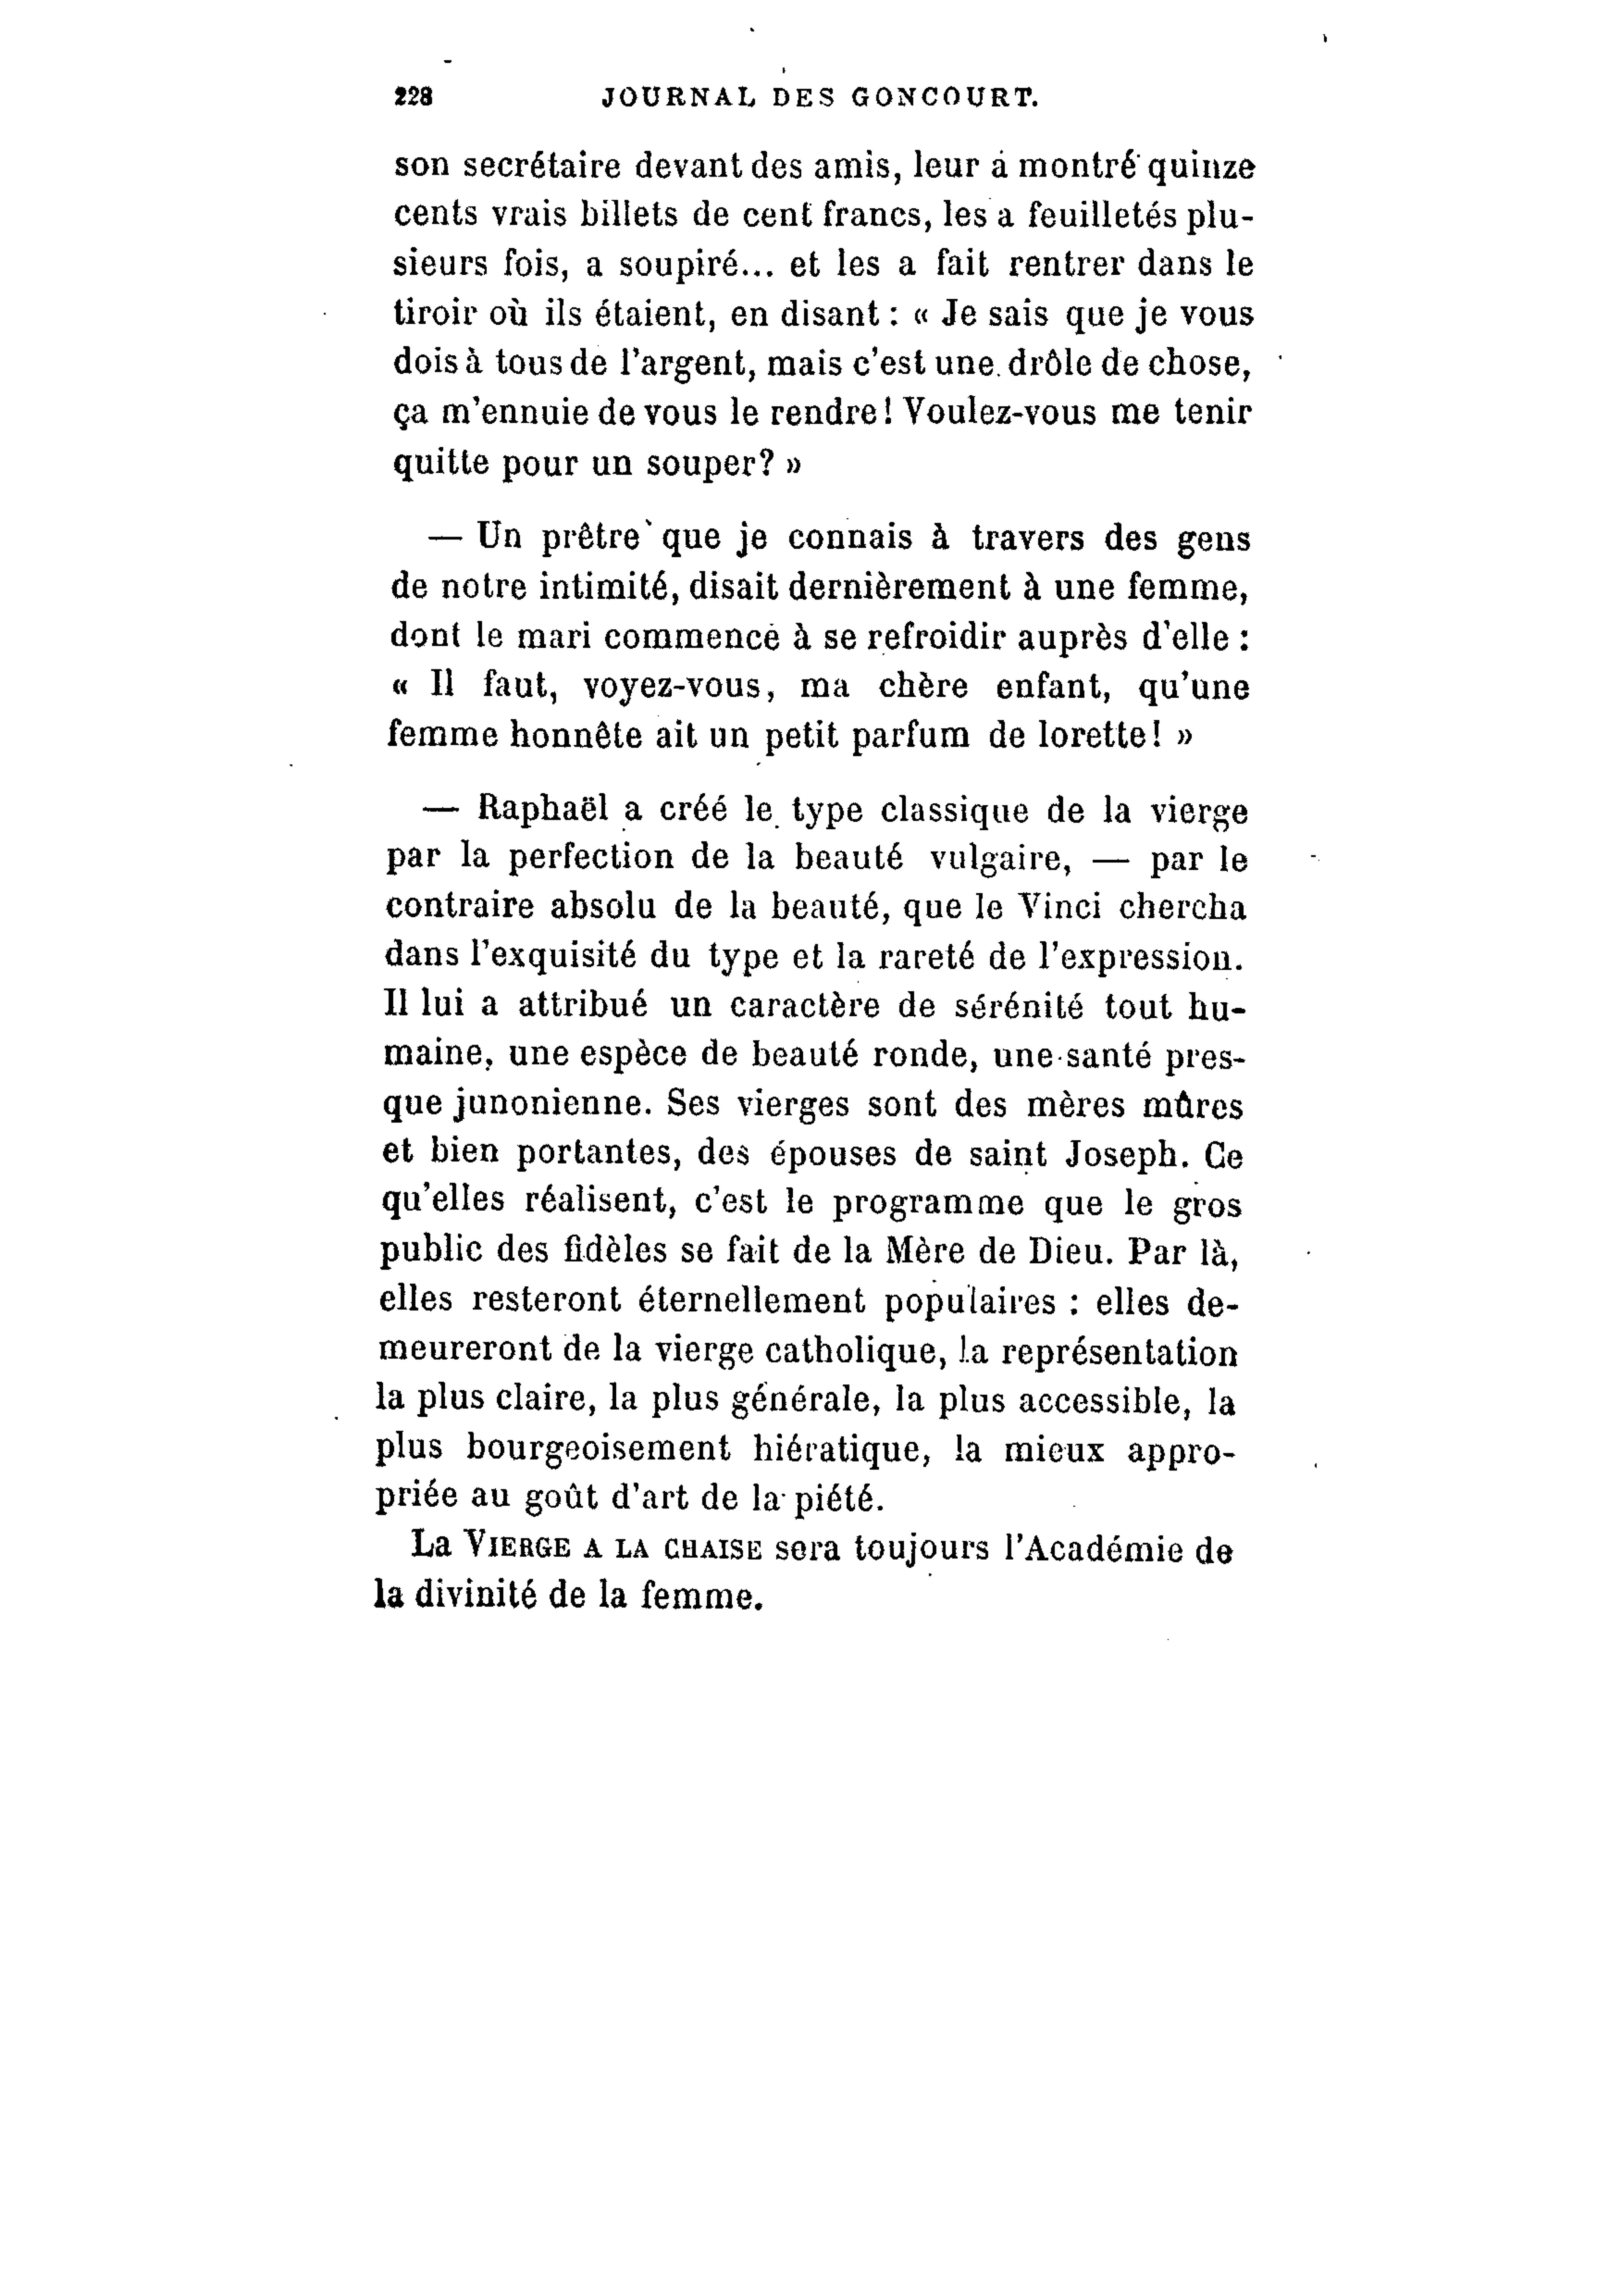 228 JOURNAL DES GONCOURT.
son secrétaire devant des amis, leur a montré quinze
cents vrais billets de cent francs, les a feuilletés plu-
sieurs fois, a soupiré... et les a fait rentrer dans le
tiroir où ils étaient, en disant : « Je sais que je vous
dois à tous de l'argent, mais c'est une drôle de chose,
ça m'ennuie de vous le rendre! Voulez-vous me tenir
quitte pour un souper? »
— Un prêtre que je connais à travers des gens
de notre intimité, disait dernièrement à une femme,
dont le mari commence à se refroidir auprès d'elle :
« Il faut, voyez-vous, ma chère enfant, qu'une
femme honnête ait un petit parfum de lorette! »
— Raphaël a créé le type classique de la vierge
par la perfection de la beauté vulgaire, — par le
contraire absolu de la beauté, que le Vinci chercha
dans l'exquisité du type et la rareté de l'expression.
Il lui a attribué un caractère de sérénité tout hu-
maine, une espèce de beauté ronde, une santé pres-
que junonienne. Ses vierges sont des mères mûres
et bien portantes, des épouses de saint Joseph. Ce
qu'elles réalisent, c'est le programme que le gros
public des fidèles se fait de la Mère de Dieu. Par là,
elles resteront éternellement populaires : elles de-
meureront de la vierge catholique, la représentation
la plus claire, la plus générale, la plus accessible, la
plus bourgeoisement hiératique, la mieux appro-
priée au goût d'art de la piété.
La VIERGE A LA CHAISE sera toujours l'Académie de
la divinité de la femme.